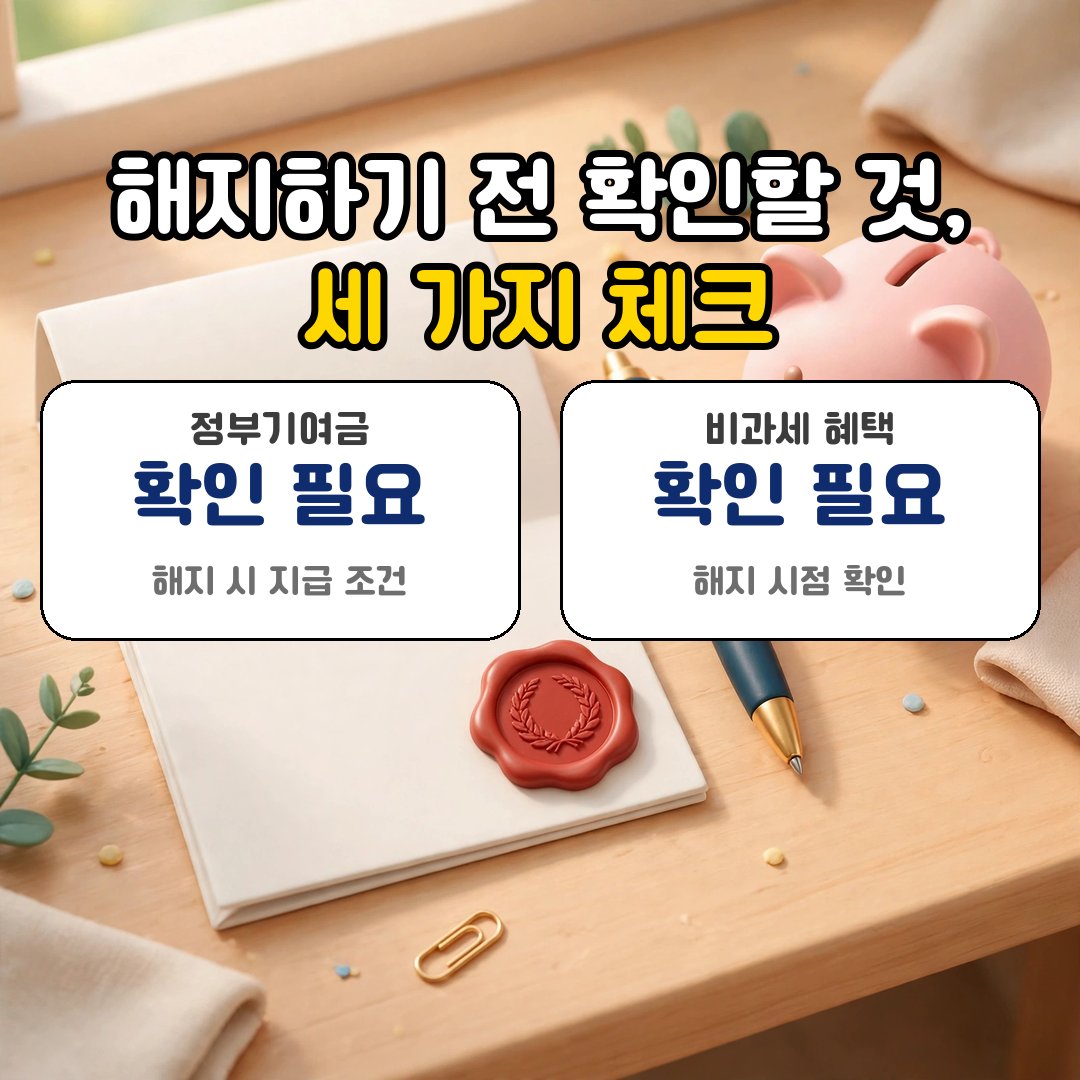 해지하기 전 확인할 것,
세 가지 체크
정부기여금
확인 필요
해지 시 지급 조건
비과세 혜택
확인 필요
해지 시점 확인